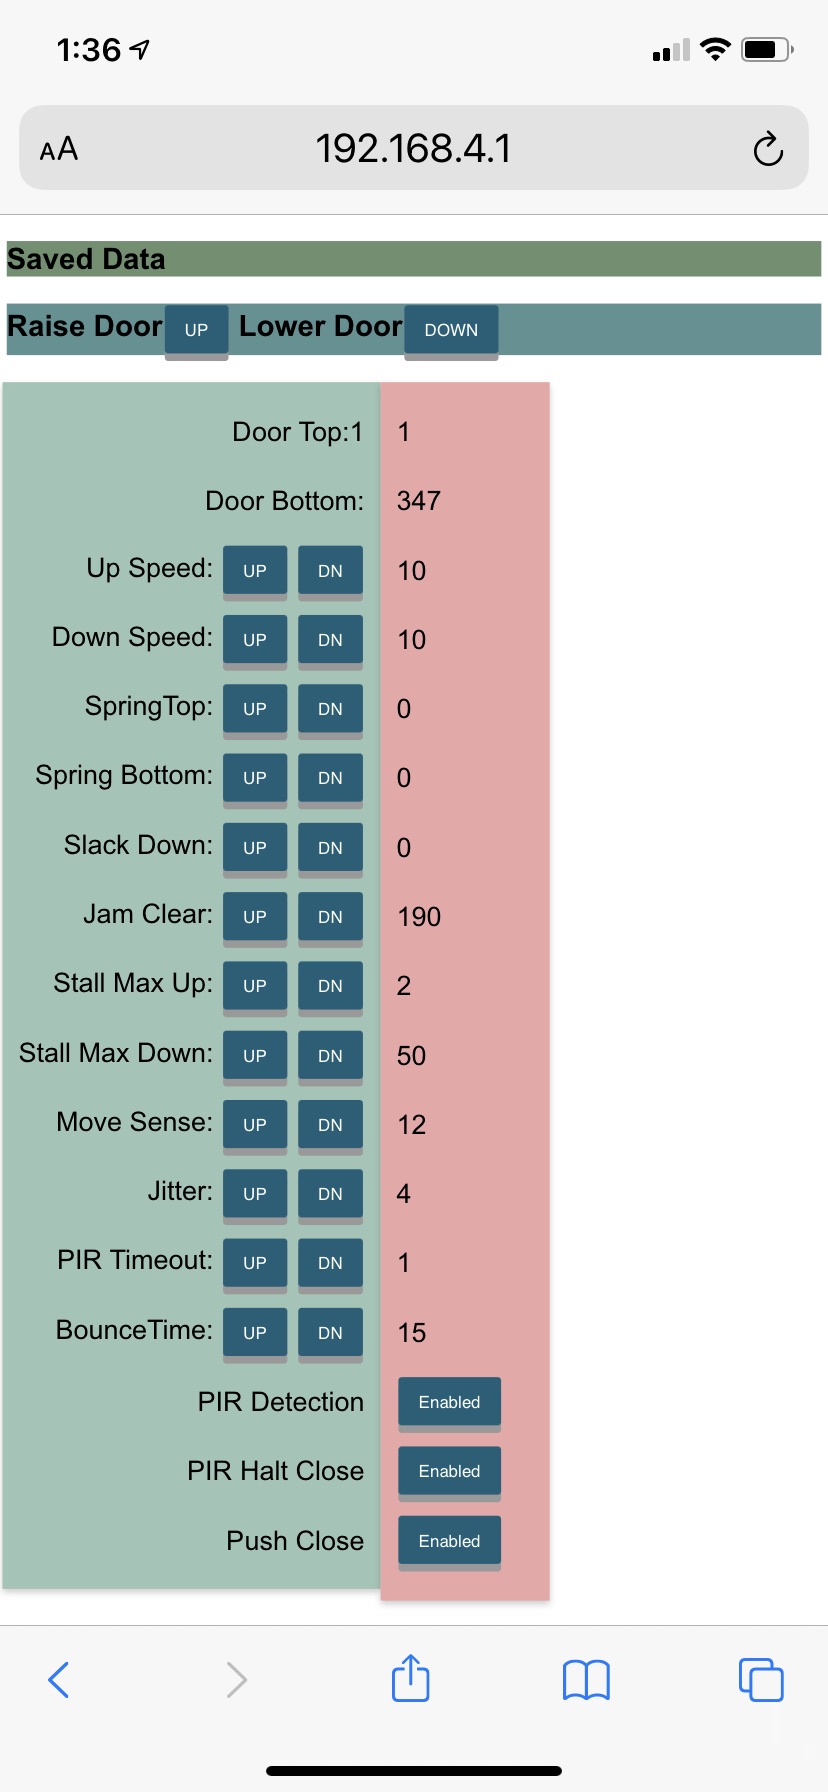 1:36
AA 192.168.4.1
Saved Data
Raise Door UP Lower Door DOWN
Door Top:1 1
Door Bottom: 347
Up Speed: UP DN 10
Down Speed: UP DN 10
SpringTop: UP DN 0
Spring Bottom: UP DN 0
Slack Down: UP DN 0
Jam Clear: UP DN 190
Stall Max Up: UP DN 2
Stall Max Down: UP DN 50
Move Sense: UP DN 12
Jitter: UP DN 4
PIR Timeout: UP DN 1
BounceTime: UP DN 15
PIR Detection Enabled
PIR Halt Close Enabled
Push Close Enabled